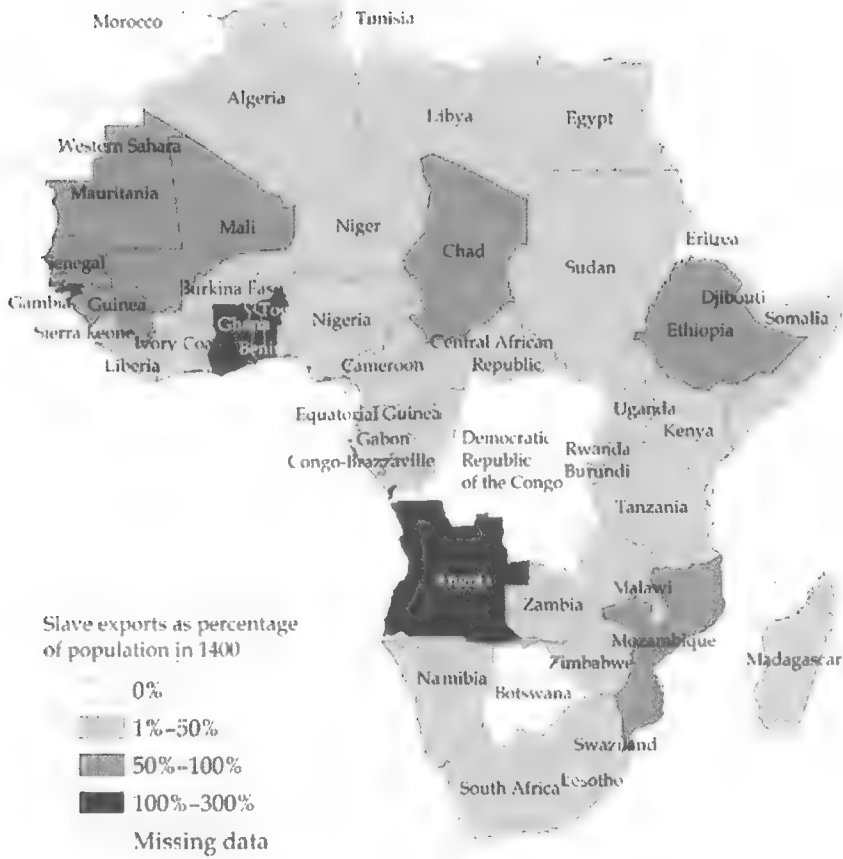 Morocco
Tunisia
Algeria
Libya
Egypt
Western Sahara
Mauritania
Mali
Niger
Chad
Sudan
Eritrea
Senegal
Burkina Faso
Djibouti
Gambia
Guinea
Ghana
Nigeria
Ethiopia
Somalia
Sierra Leone
Ivory
Central African
Republic
Liberia
Cameroon
Uganda
Equatorial Guinea
Kenya
Gabon
Democratic
Republic
of the Congo
Rwanda
Burundi
Congo-Brazzaville
Tanzania
Malawi
Zambia
Mozambique
Zimbabwe
Madagascar
Namibia
Botswana
Swaziland
South Africa
Lesotho
Slave exports as percentage
of population in 1400
0%
1%–50%
50%–100%
100%–300%
Missing data